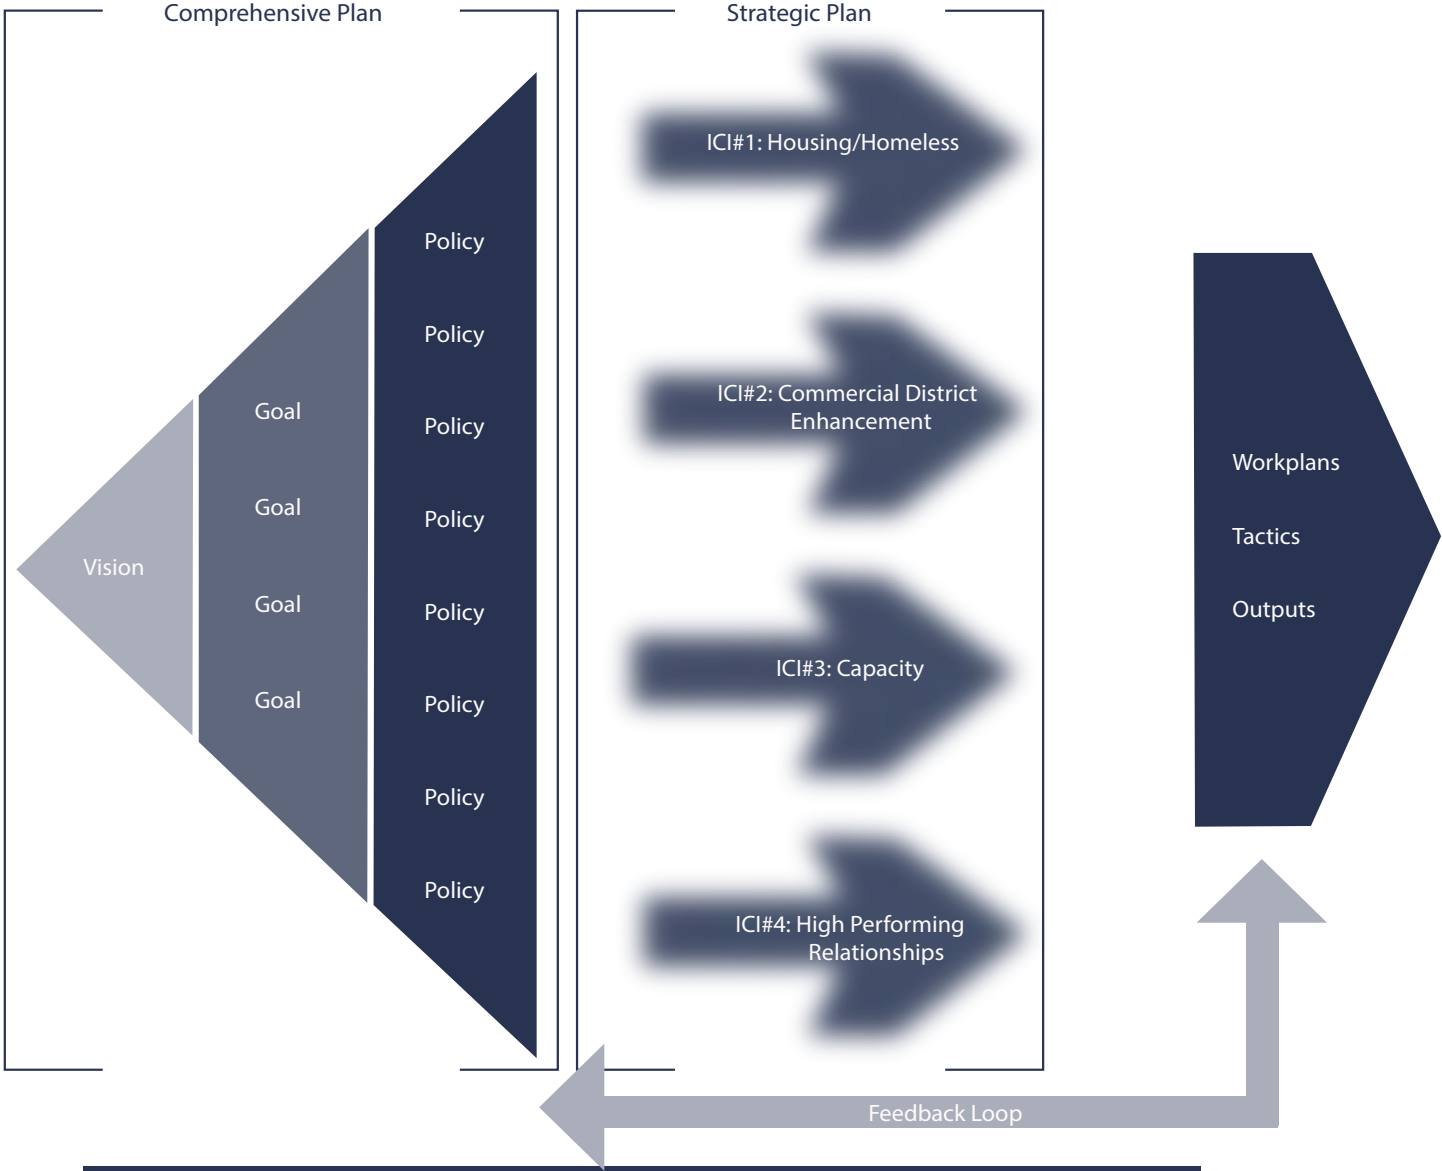 Comprehensive Plan
Strategic Plan
Vision
Goal
Goal
Goal
Goal
Policy
Policy
Policy
Policy
Policy
Policy
Policy
Policy
ICI#1: Housing/Homeless
ICI#2: Commercial District
Enhancement
ICI#3: Capacity
ICI#4: High Performing
Relationships
Workplans
Tactics
Outputs
Feedback Loop